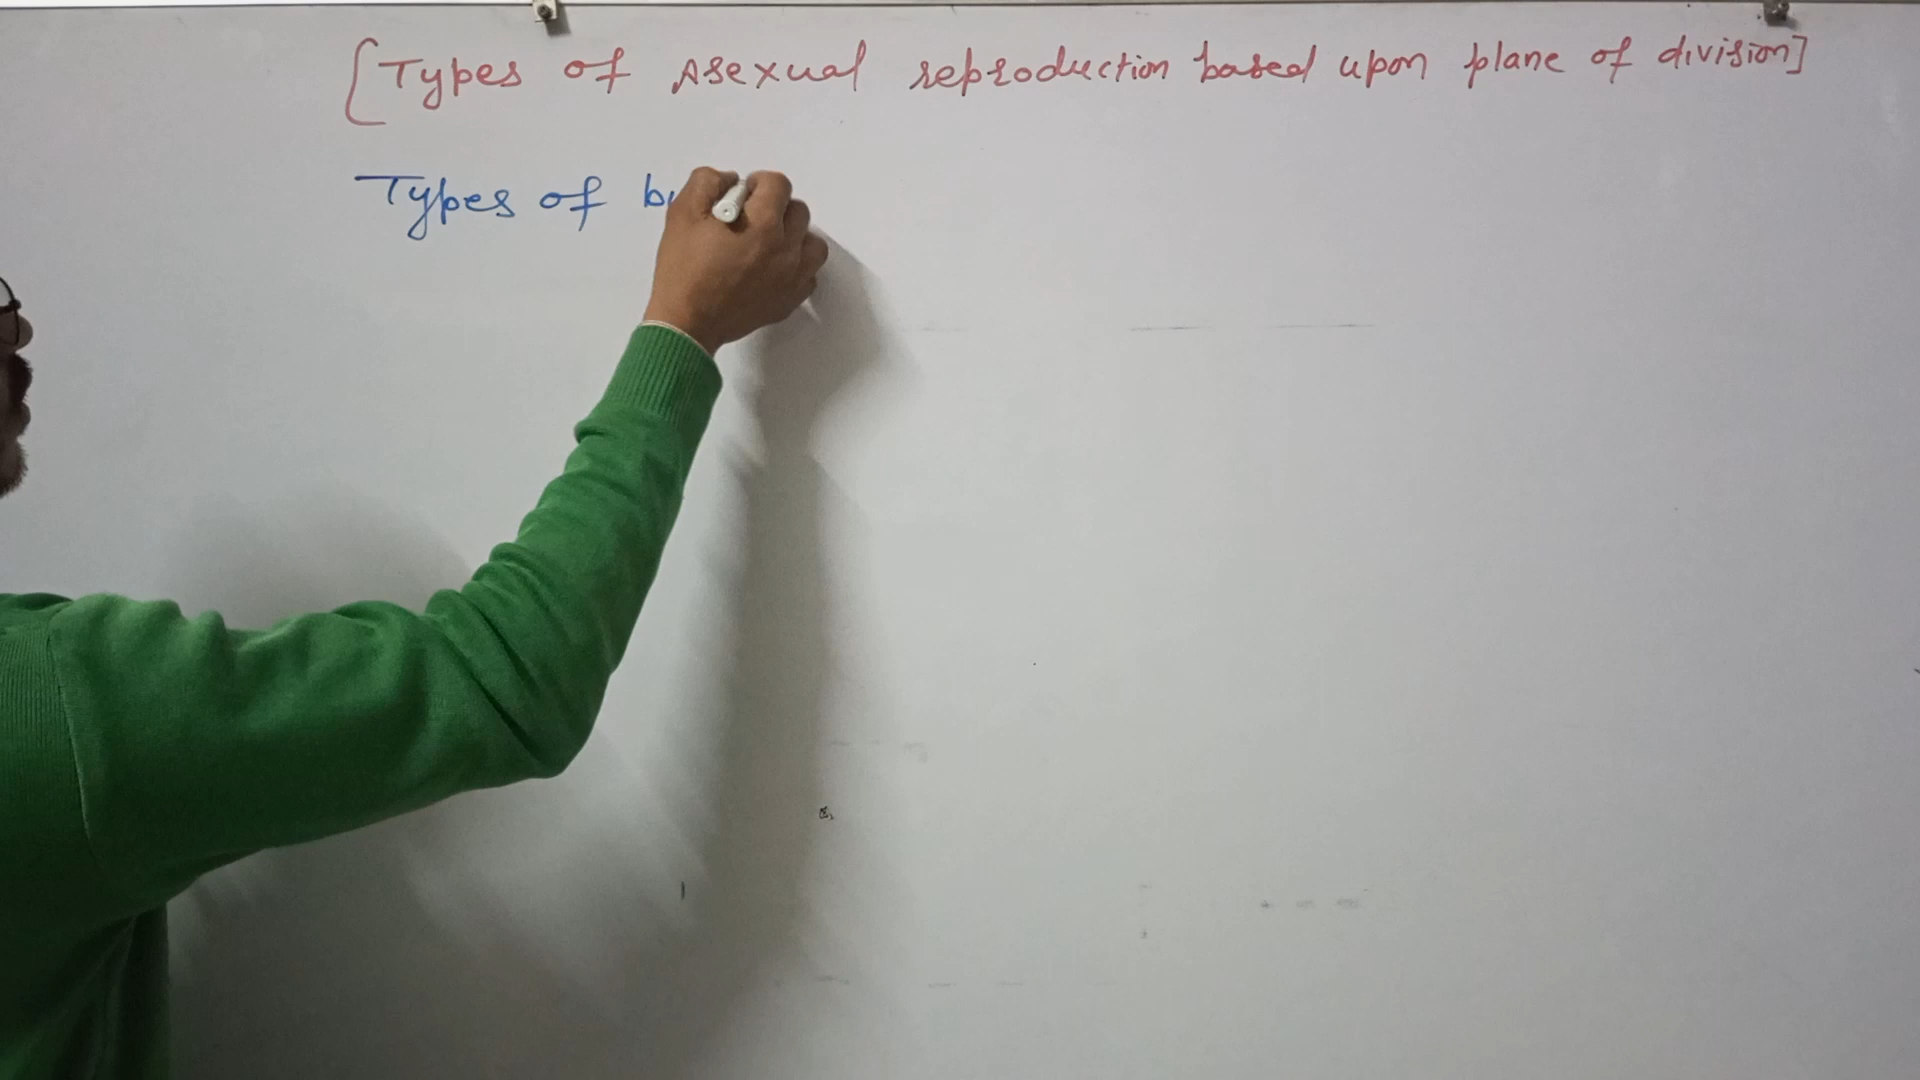 [Types of Asexual reproduction based upon plane of division]
Types of